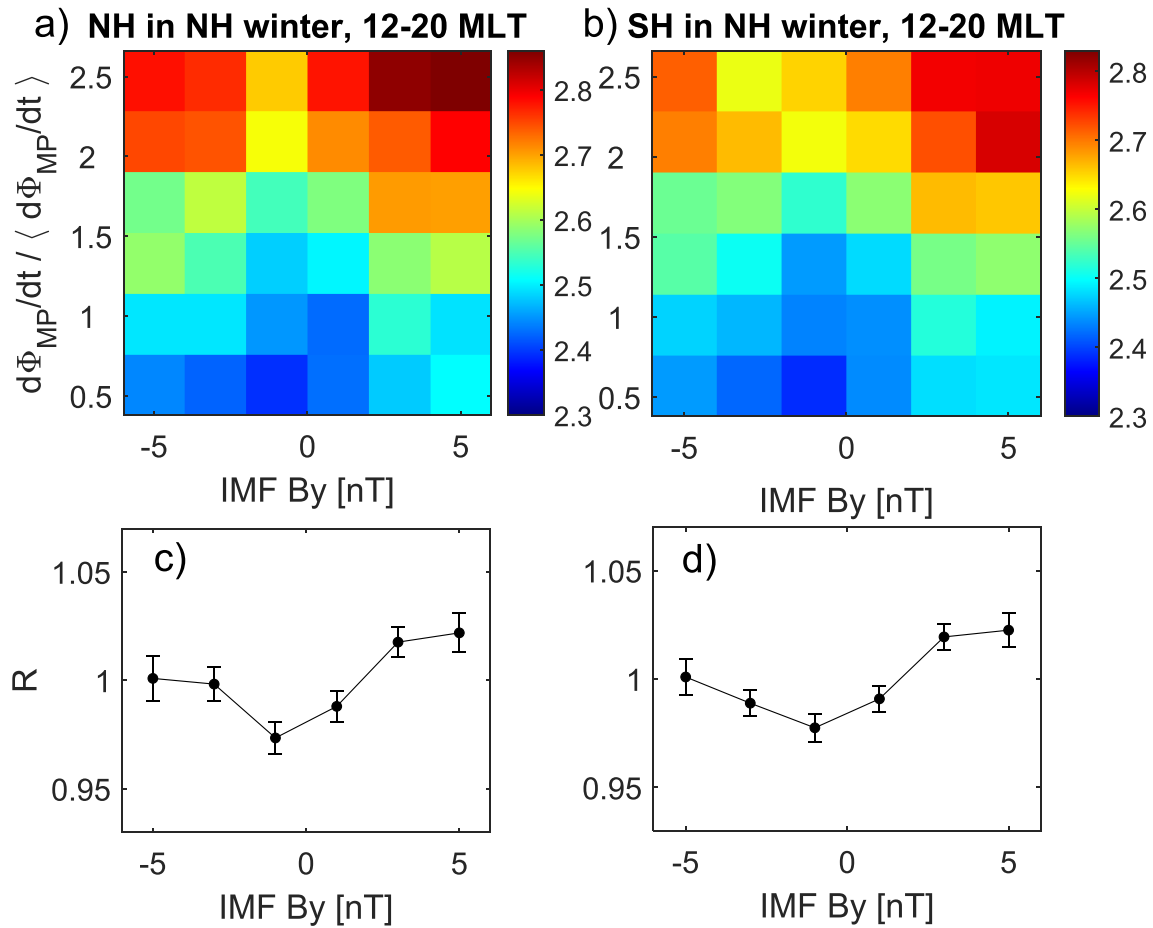 a) NH in NH winter, 12-20 MLT
b) SH in NH winter, 12-20 MLT
dΦMP/dt / ⟨ dΦMP/dt ⟩
2.5
2
1.5
1
0.5
-5 0 5
IMF By [nT]
2.8
2.7
2.6
2.5
2.4
2.3
2.5
2
1.5
1
0.5
-5 0 5
IMF By [nT]
2.8
2.7
2.6
2.5
2.4
2.3
c)
R
1.05
1
0.95
-5 0 5
IMF By [nT]
d)
1.05
1
0.95
-5 0 5
IMF By [nT]